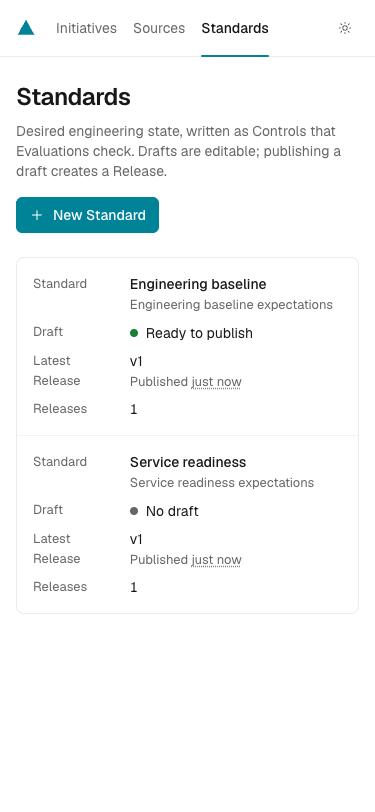 Initiatives Sources Standards
Standards
Desired engineering state, written as Controls that
Evaluations check. Drafts are editable; publishing a
draft creates a Release.
New Standard
Standard Engineering baseline
Engineering baseline expectations
Draft Ready to publish
Latest Release v1
Published just now
Releases 1
Standard Service readiness
Service readiness expectations
Draft No draft
Latest Release v1
Published just now
Releases 1